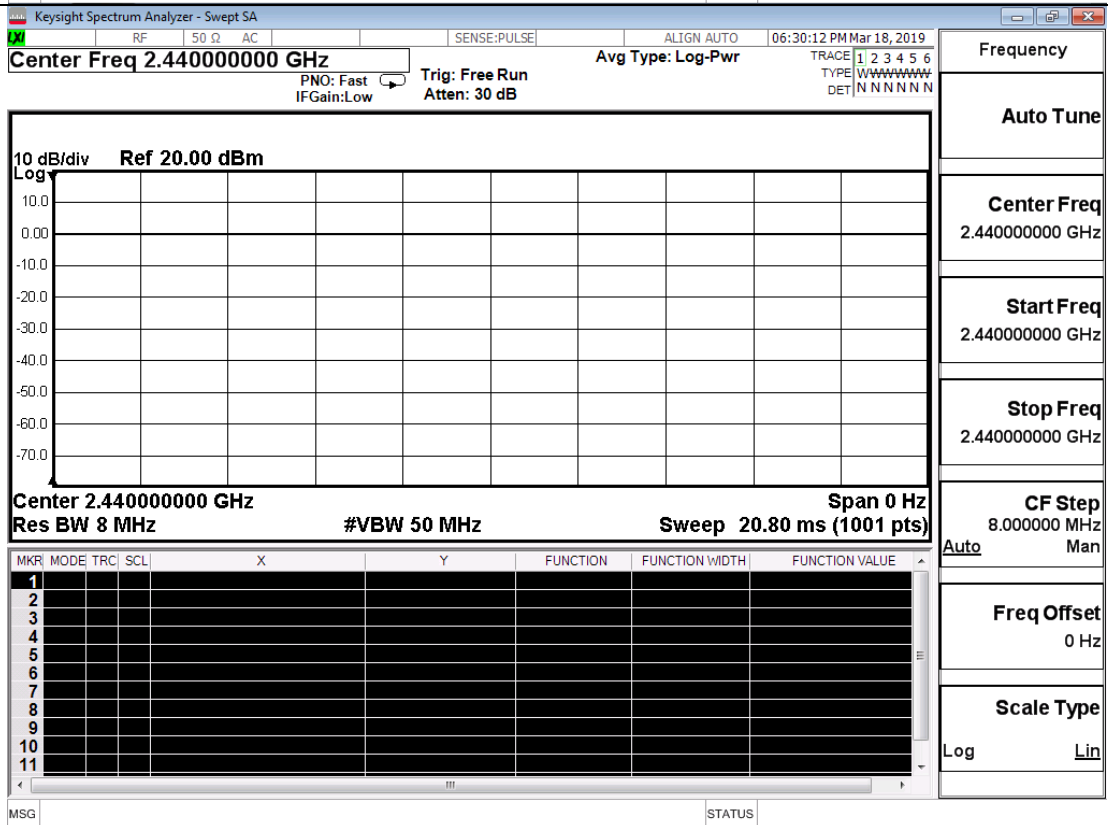 Keysight Spectrum Analyzer - Swept SA
LXI RF 50 Ω AC SENSE:PULSE ALIGN AUTO 06:30:12 PM Mar 18, 2019
Center Freq 2.440000000 GHz
PNO: Fast
IFGain:Low
Trig: Free Run
Atten: 30 dB
Avg Type: Log-Pwr
TRACE 1 2 3 4 5 6
TYPE WWWWWW
DET N N N N N N
10 dB/div Ref 20.00 dBm
Log
10.0
0.00
-10.0
-20.0
-30.0
-40.0
-50.0
-60.0
-70.0
Center 2.440000000 GHz Span 0 Hz
Res BW 8 MHz #VBW 50 MHz Sweep 20.80 ms (1001 pts)
MKR MODE TRC SCL X Y FUNCTION FUNCTION WIDTH FUNCTION VALUE
1
2
3
4
5
6
7
8
9
10
11
MSG STATUS
Frequency
Auto Tune
Center Freq
2.440000000 GHz
Start Freq
2.440000000 GHz
Stop Freq
2.440000000 GHz
CF Step
8.000000 MHz
Auto Man
Freq Offset
0 Hz
Scale Type
Log Lin